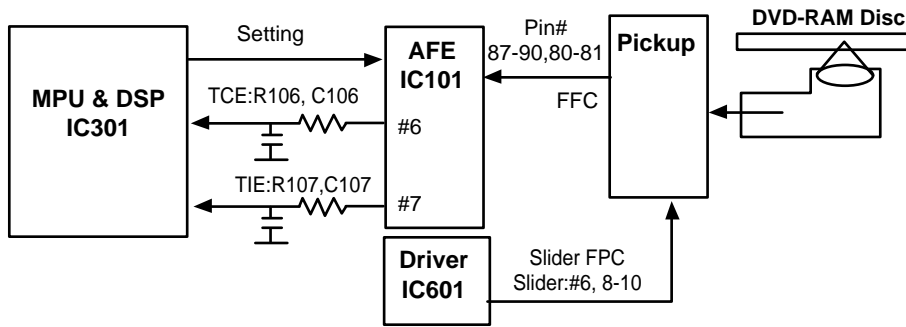 Setting
MPU & DSP
IC301
TCE:R106, C106
TIE:R107,C107
AFE
IC101
#6
#7
Pin#
87-90,80-81
FFC
Pickup
DVD-RAM Disc
Driver
IC601
Slider FPC
Slider:#6, 8-10